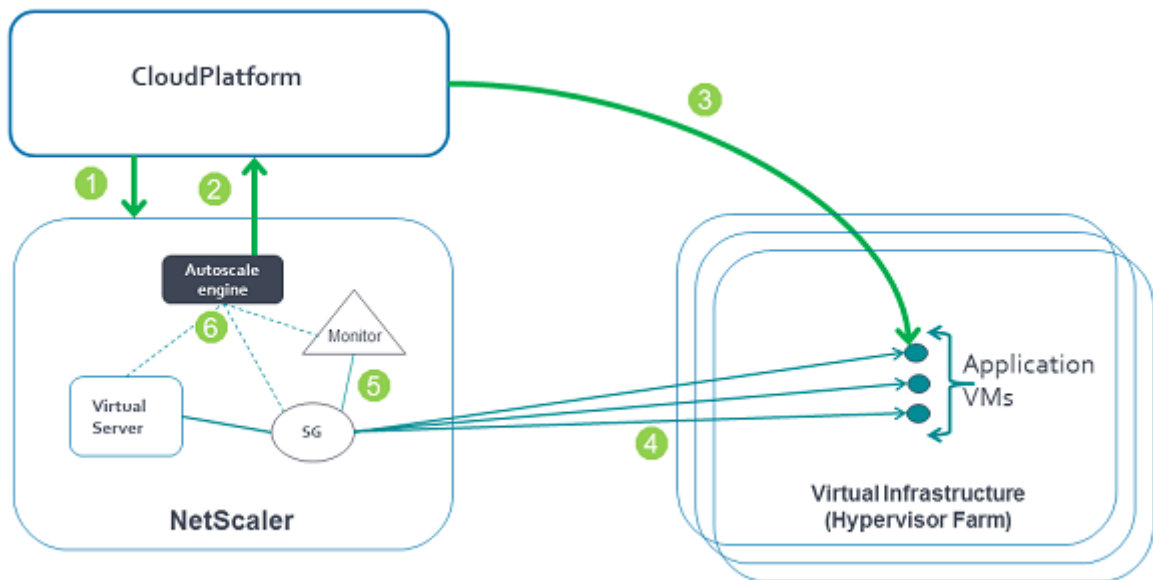 CloudPlatform
3
1
2
Autoscale
engine
6
Monitor
5
Virtual
Server
SG
4
NetScaler
Application
VMs
Virtual Infrastructure
(Hypervisor Farm)